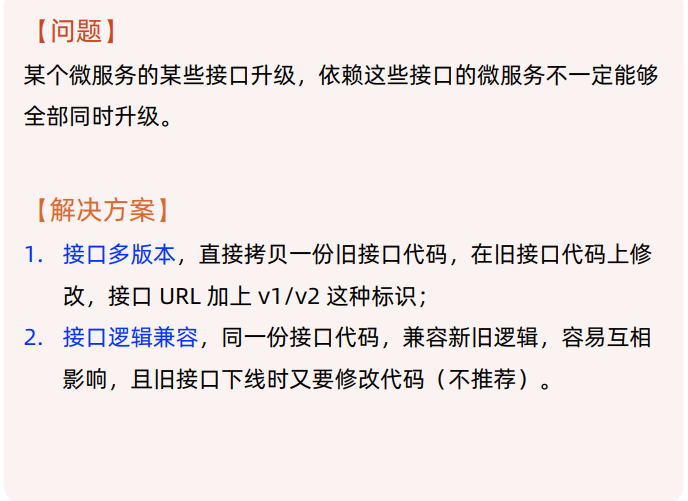 【问题】
某个微服务的某些接口升级，依赖这些接口的微服务不一定能够
全部同时升级。
【解决方案】
1. 接口多版本，直接拷贝一份旧接口代码，在旧接口代码上修
改，接口 URL 加上 v1/v2 这种标识；
2. 接口逻辑兼容，同一份接口代码，兼容新旧逻辑，容易互相
影响，且旧接口下线时又要修改代码（不推荐）。